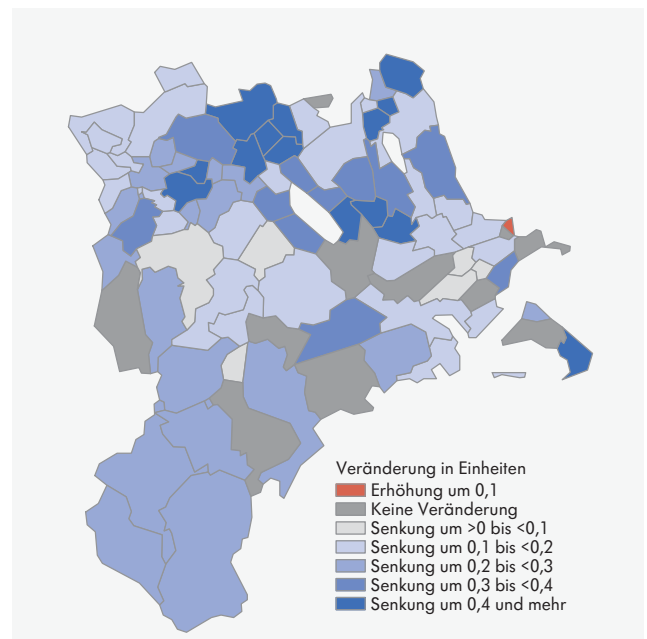 Veränderung in Einheiten
Erhöhung um 0,1
Keine Veränderung
Senkung um >0 bis <0,1
Senkung um 0,1 bis <0,2
Senkung um 0,2 bis <0,3
Senkung um 0,3 bis <0,4
Senkung um 0,4 und mehr